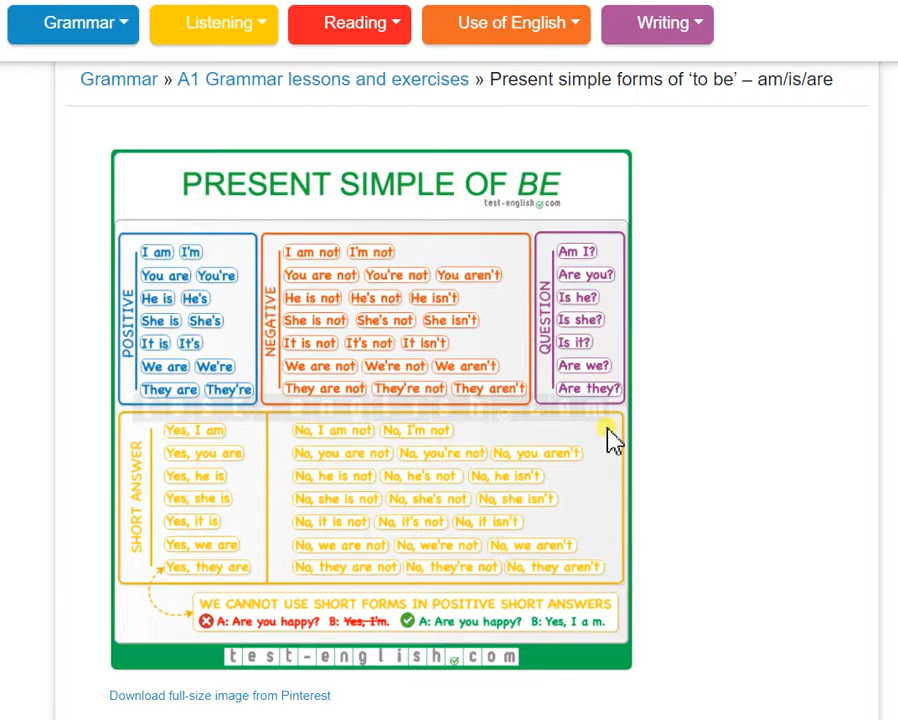 Grammar Listening Reading Use of English Writing
Grammar » A1 Grammar lessons and exercises » Present simple forms of ‘to be’ – am/is/are
PRESENT SIMPLE OF BE
test-english.com
POSITIVE
I am I'm
You are You're
He is He's
She is She's
It is It's
We are We're
They are They're
NEGATIVE
I am not I'm not
You are not You're not You aren't
He is not He's not He isn't
She is not She's not She isn't
It is not It's not It isn't
We are not We're not We aren't
They are not They're not They aren't
QUESTION
Am I?
Are you?
Is he?
Is she?
Is it?
Are we?
Are they?
test-english.com
SHORT ANSWER
Yes, I am No, I am not No, I'm not
Yes, you are No, you are not No, you're not No, you aren't
Yes, he is No, he is not No, he's not No, he isn't
Yes, she is No, she is not No, she's not No, she isn't
Yes, it is No, it is not No, it's not No, it isn't
Yes, we are No, we are not No, we're not No, we aren't
Yes, they are No, they are not No, they're not No, they aren't
WE CANNOT USE SHORT FORMS IN POSITIVE SHORT ANSWERS
A: Are you happy? B: Yes, I'm. A: Are you happy? B: Yes, I a m.
test-english.com
Download full-size image from Pinterest